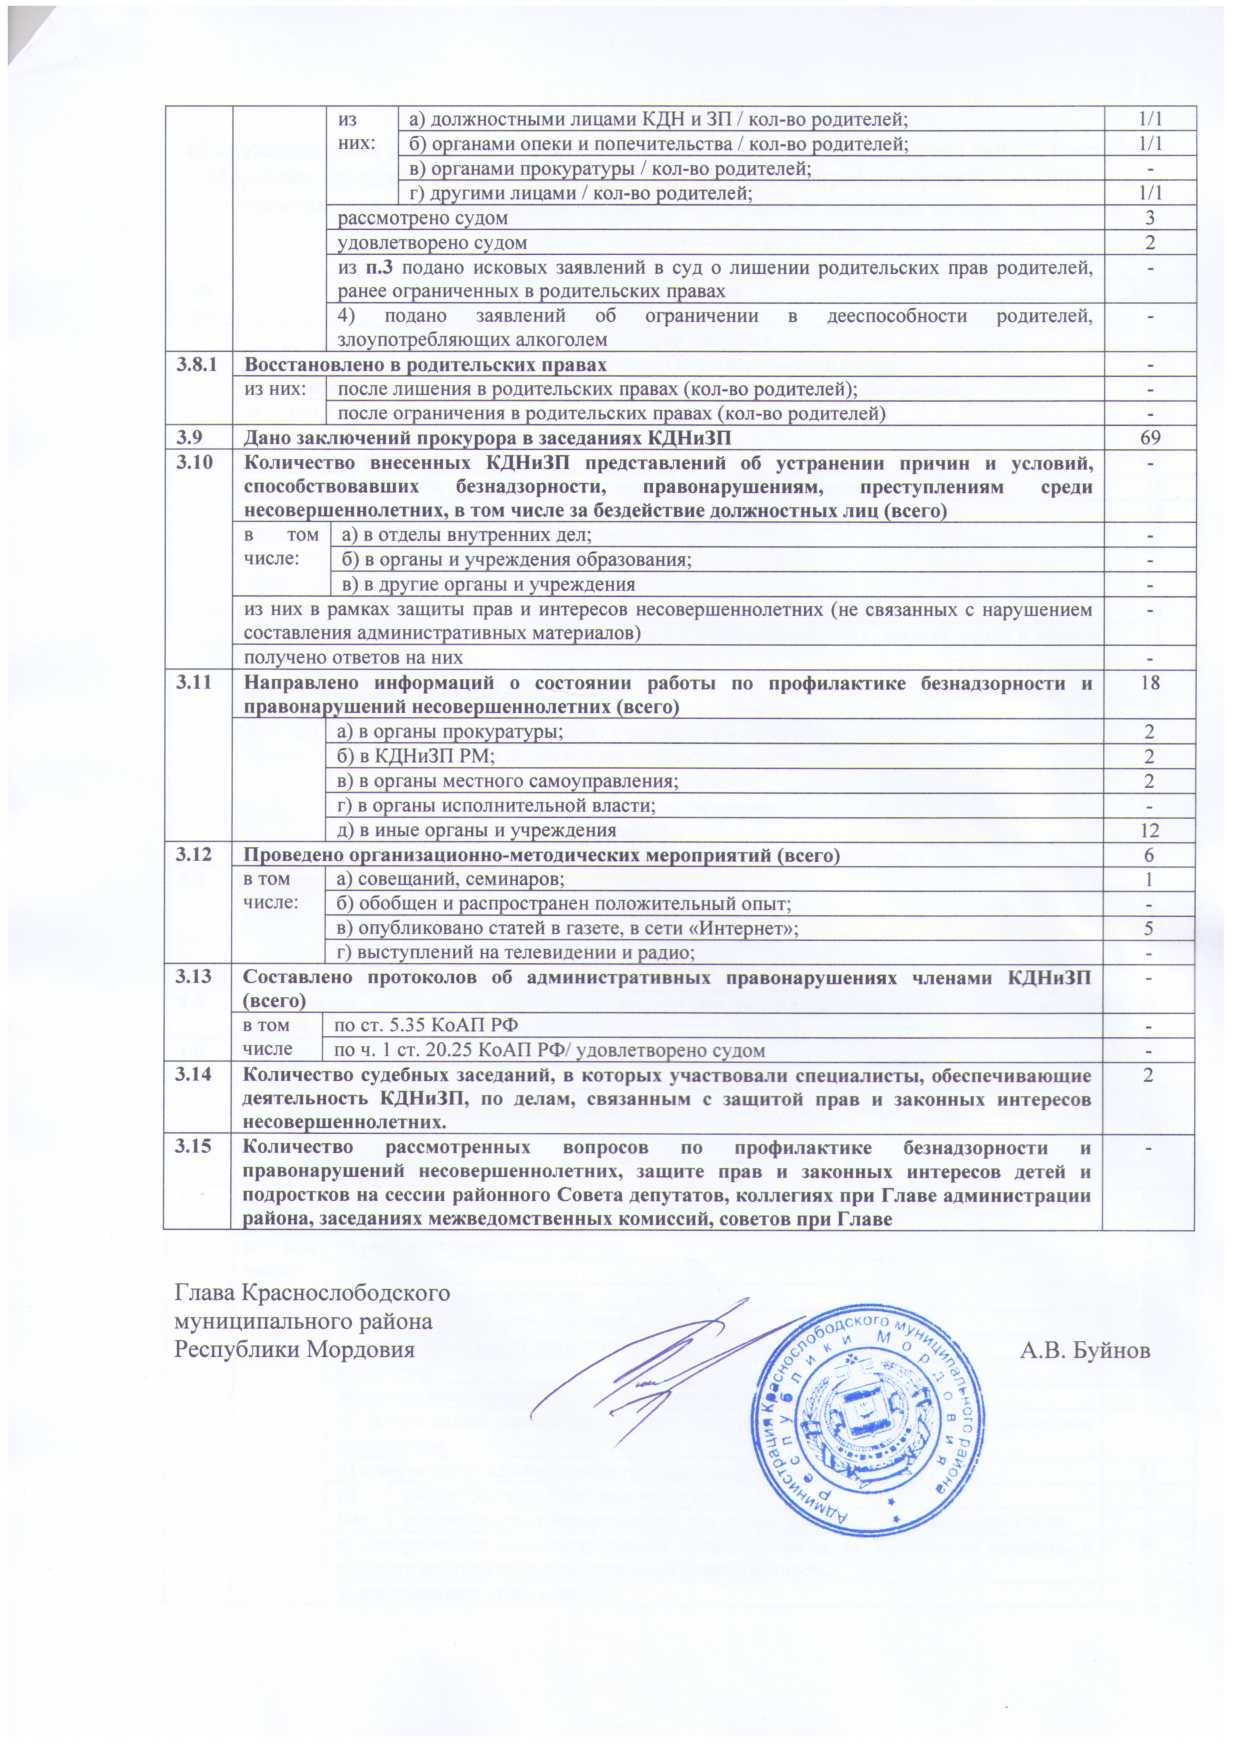 из а) должностными лицами КДН и ЗП / кол-во родителей; 1/1
них: б) органами опеки и попечительства / кол-во родителей; 1/1
в) органами прокуратуры / кол-во родителей; -
г) другими лицами / кол-во родителей; 1/1
рассмотрено судом 3
удовлетворено судом 2
из п.3 подано исковых заявлений в суд о лишении родительских прав родителей, -
ранее ограниченных в родительских правах
4) подано заявлений об ограничении в дееспособности родителей, -
злоупотребляющих алкоголем
3.8.1 Восстановлено в родительских правах -
из них: после лишения в родительских правах (кол-во родителей); -
после ограничения в родительских правах (кол-во родителей) -
3.9 Дано заключений прокурора в заседаниях КДНиЗП 69
3.10 Количество внесенных КДНиЗП представлений об устранении причин и условий, -
способствовавших безнадзорности, правонарушениям, преступлениям среди
несовершеннолетних, в том числе за бездействие должностных лиц (всего)
в том а) в отделы внутренних дел; -
числе: б) в органы и учреждения образования; -
в) в другие органы и учреждения -
из них в рамках защиты прав и интересов несовершеннолетних (не связанных с нарушением -
составления административных материалов)
получено ответов на них -
3.11 Направлено информаций о состоянии работы по профилактике безнадзорности и 18
правонарушений несовершеннолетних (всего)
а) в органы прокуратуры; 2
б) в КДНиЗП РМ; 2
в) в органы местного самоуправления; 2
г) в органы исполнительной власти; -
д) в иные органы и учреждения 12
3.12 Проведено организационно-методических мероприятий (всего) 6
в том а) совещаний, семинаров; 1
числе: б) обобщен и распространен положительный опыт; -
в) опубликовано статей в газете, в сети «Интернет»; 5
г) выступлений на телевидении и радио; -
3.13 Составлено протоколов об административных правонарушениях членами КДНиЗП -
(всего)
в том по ст. 5.35 КоАП РФ -
числе по ч. 1 ст. 20.25 КоАП РФ/ удовлетворено судом -
3.14 Количество судебных заседаний, в которых участвовали специалисты, обеспечивающие 2
деятельность КДНиЗП, по делам, связанным с защитой прав и законных интересов
несовершеннолетних.
3.15 Количество рассмотренных вопросов по профилактике безнадзорности и -
правонарушений несовершеннолетних, защите прав и законных интересов детей и
подростков на сессии районного Совета депутатов, коллегиях при Главе администрации
района, заседаниях межведомственных комиссий, советов при Главе
Глава Краснослободского
муниципального района
Республики Мордовия А.В. Буйнов
Администрация Краснослободского муниципального района
Республики Мордовия